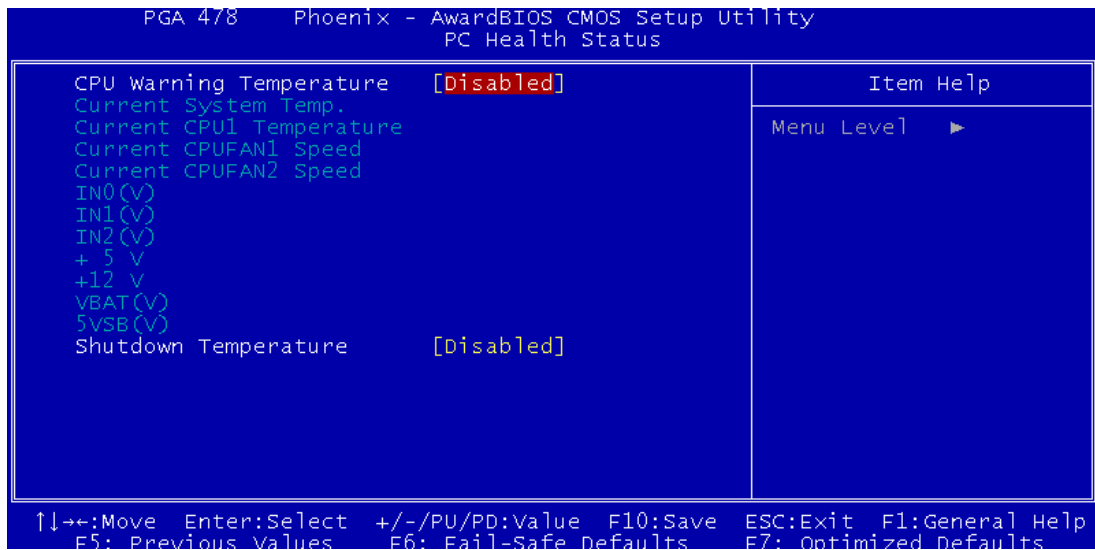 PGA 478 Phoenix - AwardBIOS CMOS Setup Utility
PC Health Status
CPU Warning Temperature [Disabled]
Current System Temp.
Current CPU1 Temperature
Current CPUFAN1 Speed
Current CPUFAN2 Speed
IN0(V)
IN1(V)
IN2(V)
+ 5 V
+12 V
VBAT(V)
5VSB(V)
Shutdown Temperature [Disabled]
Item Help
Menu Level ►
↑↓→←:Move Enter:Select +/-/PU/PD:Value F10:Save ESC:Exit F1:General Help
F5: Previous Values F6: Fail-Safe Defaults F7: Optimized Defaults